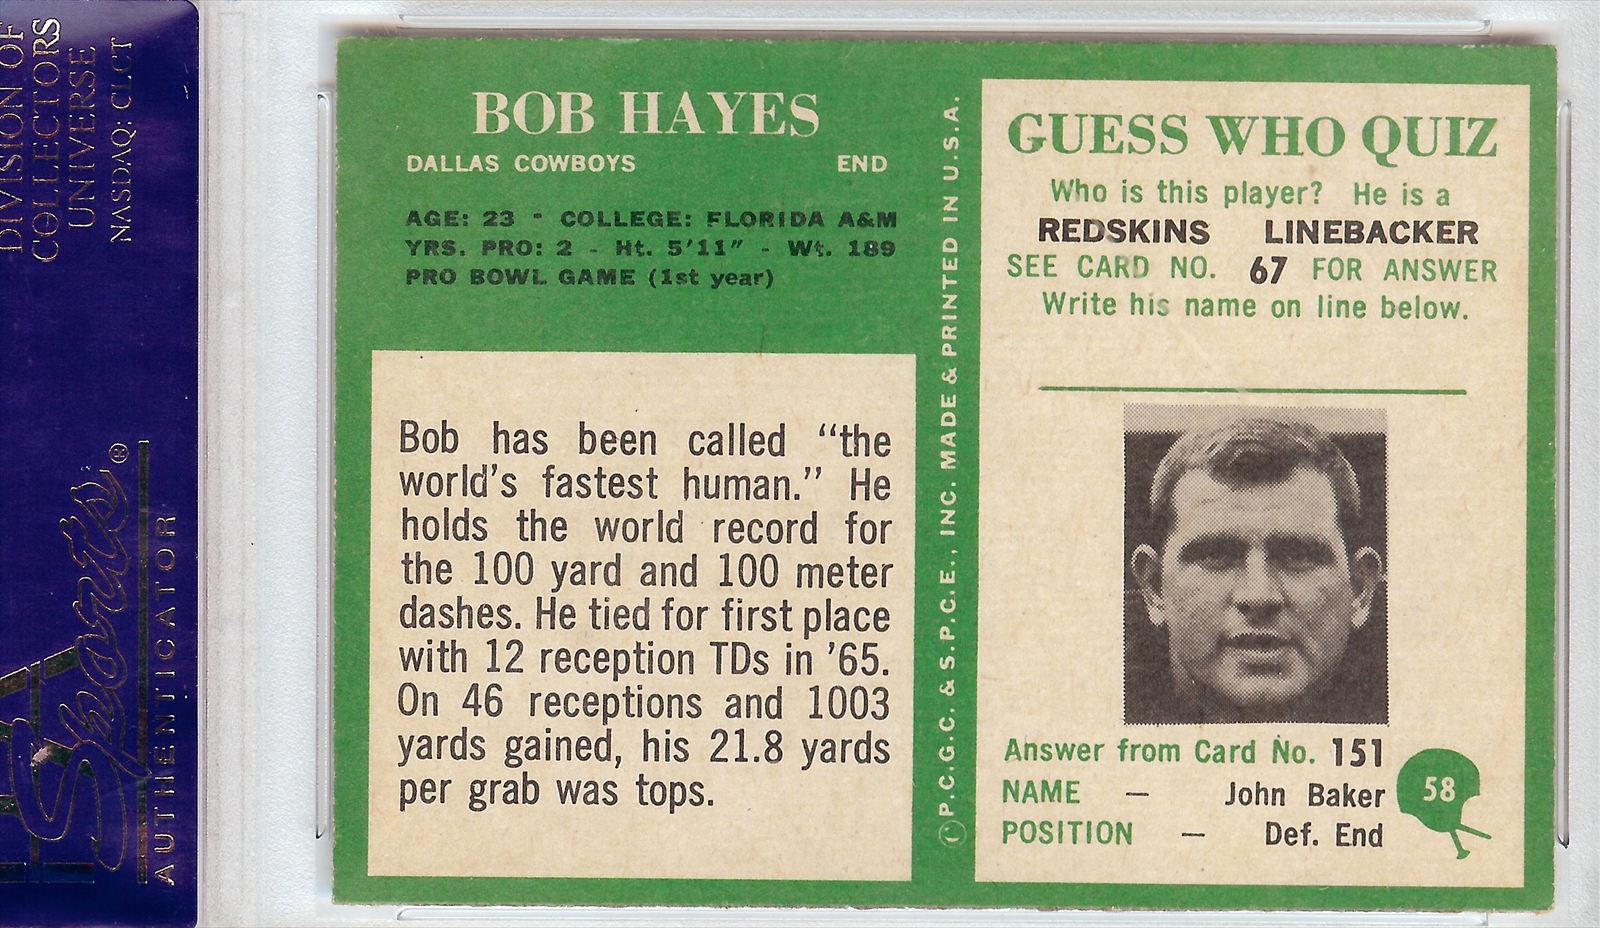 DIVISION OF
COLLECTORS
UNIVERSE
NASDAQ: CLCT
Sports®
AUTHENTICATOR
BOB HAYES
DALLAS COWBOYS END
AGE: 23 - COLLEGE: FLORIDA A&M
YRS. PRO: 2 - Ht. 5'11" - Wt. 189
PRO BOWL GAME (1st year)
Bob has been called “the
world's fastest human.” He
holds the world record for
the 100 yard and 100 meter
dashes. He tied for first place
with 12 reception TDs in '65.
On 46 receptions and 1003
yards gained, his 21.8 yards
per grab was tops.
©P.C.G.C. & S.P.C.E., INC. MADE & PRINTED IN U.S.A.
GUESS WHO QUIZ
Who is this player? He is a
REDSKINS LINEBACKER
SEE CARD NO. 67 FOR ANSWER
Write his name on line below.
Answer from Card No. 151
NAME — John Baker
POSITION — Def. End
58